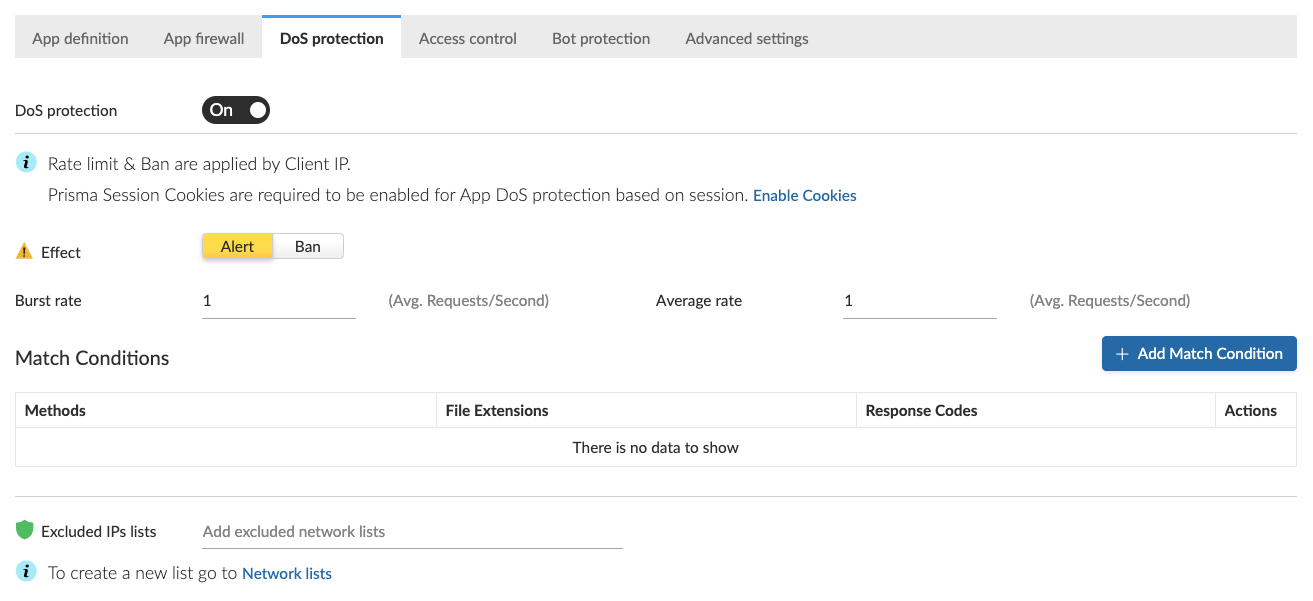 App definition App firewall DoS protection Access control Bot protection Advanced settings
DoS protection On
Rate limit & Ban are applied by Client IP.
Prisma Session Cookies are required to be enabled for App DoS protection based on session. Enable Cookies
Effect Alert Ban
Burst rate 1 (Avg. Requests/Second) Average rate 1 (Avg. Requests/Second)
Match Conditions + Add Match Condition
Methods File Extensions Response Codes Actions
There is no data to show
Excluded IPs lists Add excluded network lists
To create a new list go to Network lists